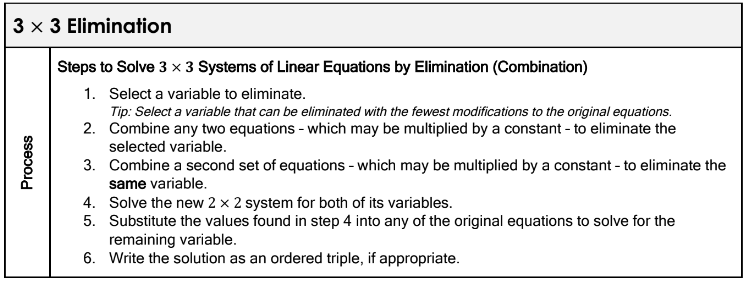 3 × 3 Elimination
Process
Steps to Solve 3 × 3 Systems of Linear Equations by Elimination (Combination)
1. Select a variable to eliminate.
Tip: Select a variable that can be eliminated with the fewest modifications to the original equations.
2. Combine any two equations - which may be multiplied by a constant - to eliminate the
selected variable.
3. Combine a second set of equations - which may be multiplied by a constant - to eliminate the
same variable.
4. Solve the new 2 × 2 system for both of its variables.
5. Substitute the values found in step 4 into any of the original equations to solve for the
remaining variable.
6. Write the solution as an ordered triple, if appropriate.